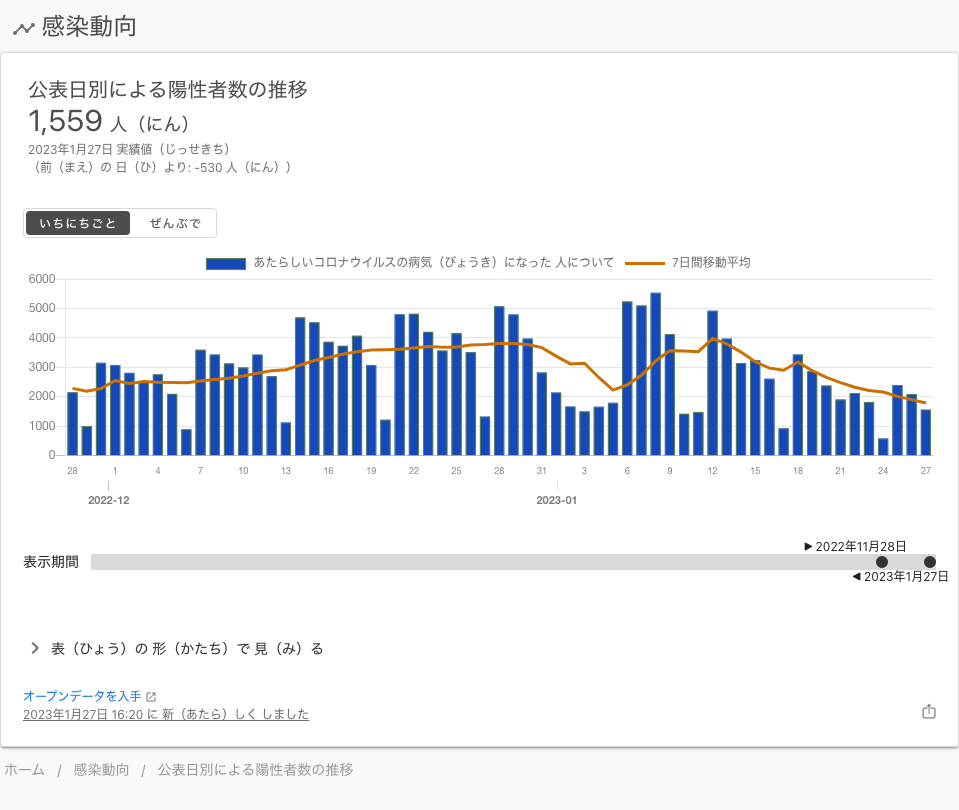 感染動向
公表日別による陽性者数の推移
1,559 人（にん）
2023年1月27日 実績値（じっせきち）
（前（まえ）の 日（ひ）より: -530 人（にん））
いちにちごと ぜんぶで
あたらしいコロナウイルスの病気（びょうき）になった 人について 7日間移動平均
6000
5000
4000
3000
2000
1000
0
28 1 4 7 10 13 16 19 22 25 28 31 3 6 9 12 15 18 21 24 27
2022-12 2023-01
▶ 2022年11月28日
表示期間
◀ 2023年1月27日
表（ひょう）の 形（かたち）で 見（み）る
オープンデータを入手
2023年1月27日 16:20 に 新（あたら）しく しました
ホーム / 感染動向 / 公表日別による陽性者数の推移